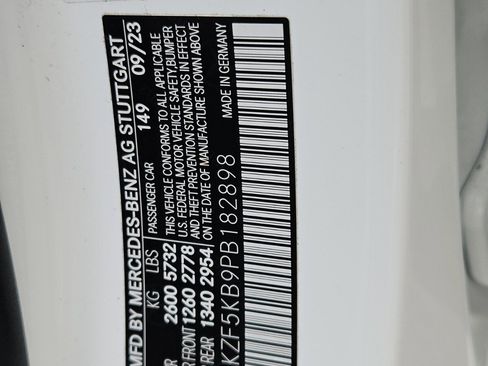 MFD BY MERCEDES-BENZ AG STUTTGART
KG LBS PASSENGER CAR 149 09/23
2600 5732 THIS VEHICLE CONFORMS TO ALL APPLICABLE
U.S. FEDERAL MOTOR VEHICLE SAFETY,BUMPER
FRONT 1260 2778 AND THEFT PREVENTION STANDARDS IN EFFECT
REAR 1340 2954 ON THE DATE OF MANUFACTURE SHOWN ABOVE
KZF5KB9PB182898 MADE IN GERMANY